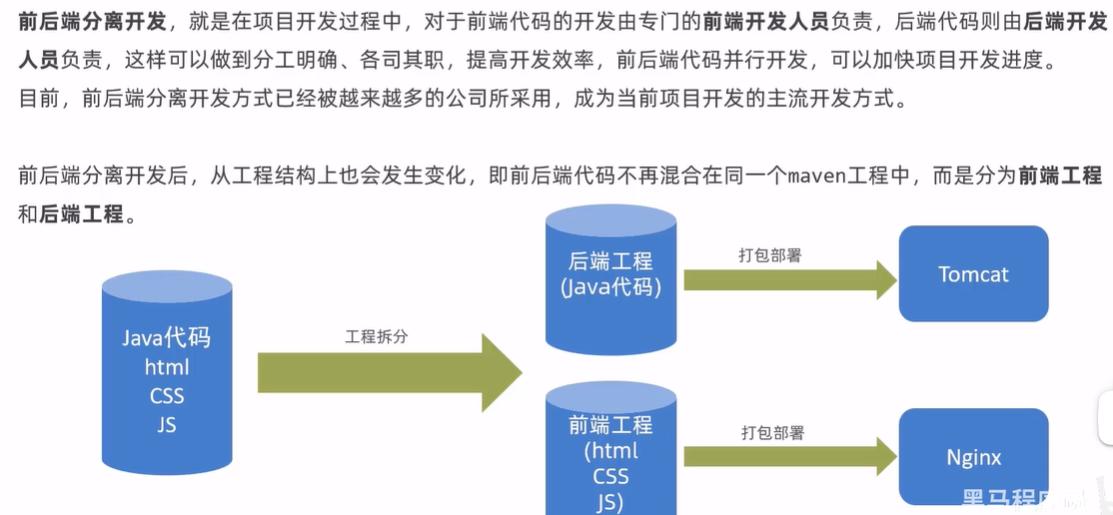 前后端分离开发，就是在项目开发过程中，对于前端代码的开发由专门的前端开发人员负责，后端代码则由后端开发
人员负责，这样可以做到分工明确、各司其职，提高开发效率，前后端代码并行开发，可以加快项目开发进度。
目前，前后端分离开发方式已经被越来越多的公司所采用，成为当前项目开发的主流开发方式。
前后端分离开发后，从工程结构上也会发生变化，即前后端代码不再混合在同一个maven工程中，而是分为前端工程
和后端工程。
Java代码
html
CSS
JS
工程拆分
后端工程
(Java代码)
打包部署
Tomcat
前端工程
(html
CSS
JS)
打包部署
Nginx
黑马程